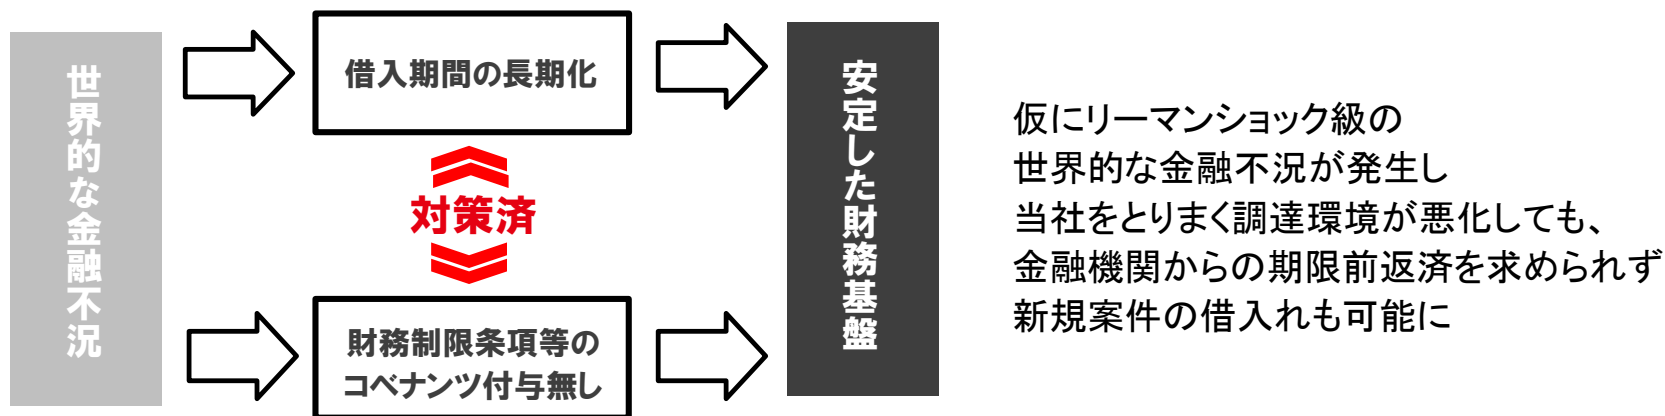 世界的な金融不況
借入期間の長期化
対策済
財務制限条項等の
コベナンツ付与無し
安定した財務基盤
仮にリーマンショック級の
世界的な金融不況が発生し
当社をとりまく調達環境が悪化しても、
金融機関からの期限前返済を求められず
新規案件の借入れも可能に